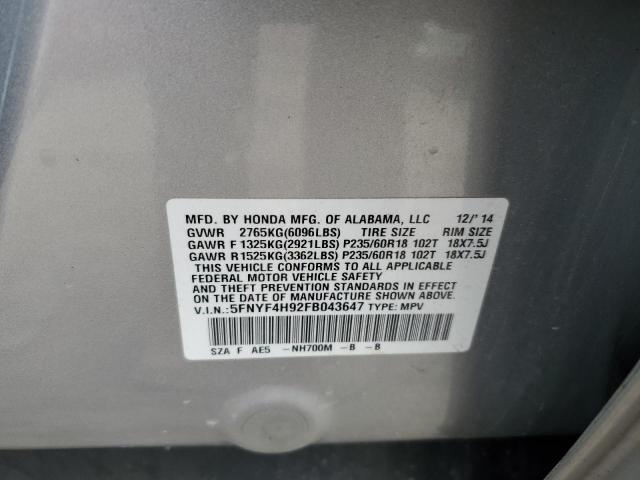 MFD. BY HONDA MFG. OF ALABAMA, LLC 12/'14
GVWR 2765KG(6096LBS) TIRE SIZE RIM SIZE
GAWR F 1325KG(2921LBS) P235/60R18 102T 18X7.5J
GAWR R 1525KG(3362LBS) P235/60R18 102T 18X7.5J
THIS VEHICLE CONFORMS TO ALL APPLICABLE
FEDERAL MOTOR VEHICLE SAFETY
AND THEFT PREVENTION STANDARDS IN EFFECT
ON THE DATE OF MANUFACTURE SHOWN ABOVE.
V.I.N.: 5FNYF4H92FB043647 TYPE: MPV
SZA F AE5 -NH700M -B -B